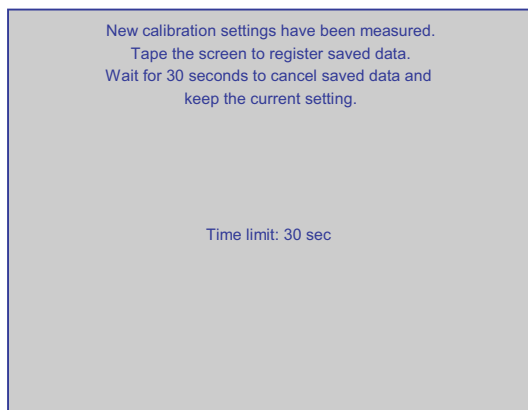 New calibration settings have been measured.
Tape the screen to register saved data.
Wait for 30 seconds to cancel saved data and
keep the current setting.
Time limit: 30 sec